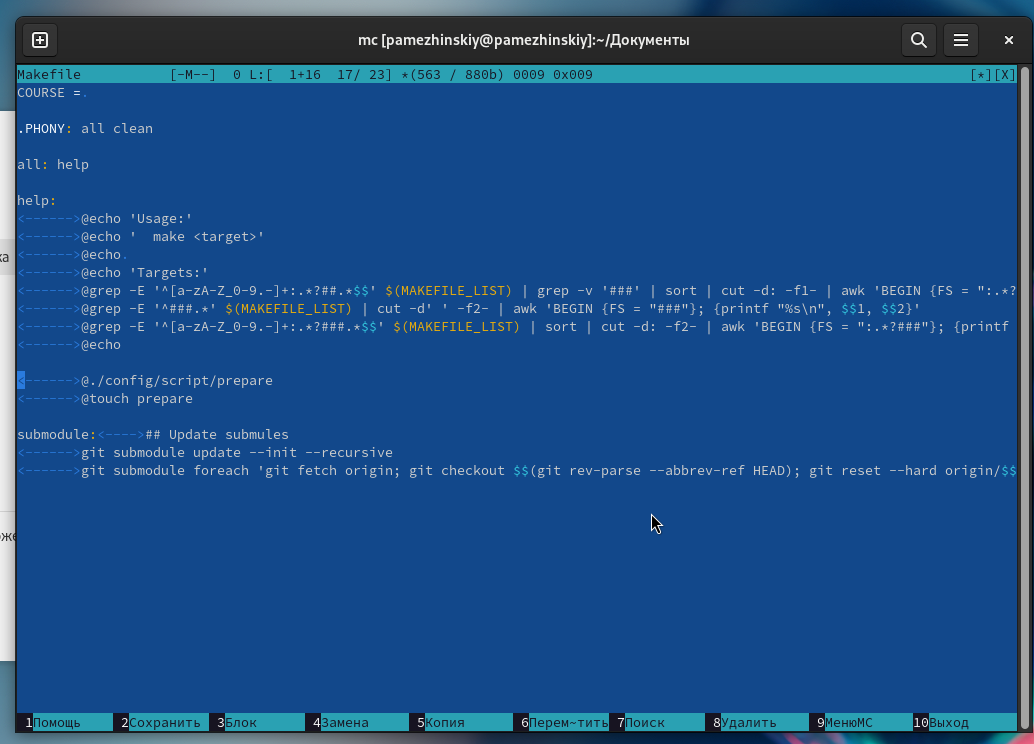 mc [pamezhinskiy@pamezhinskiy]:~/Документы
Makefile [-M--] 0 L:[ 1+16 17/ 23] *(563 / 880b) 0009 0x009 [*][X]
COURSE =.
.PHONY: all clean
all: help
help:
<------>@echo 'Usage:'
<------>@echo '  make <target>'
<------>@echo.
<------>@echo 'Targets:'
<------>@grep -E '^[a-zA-Z_0-9.-]+:.*?##.*$$' $(MAKEFILE_LIST) | grep -v '###' | sort | cut -d: -f1- | awk 'BEGIN {FS = ":.*?
<------>@grep -E '^###.*' $(MAKEFILE_LIST) | cut -d' ' -f2- | awk 'BEGIN {FS = "###"}; {printf "%s\n", $$1, $$2}'
<------>@grep -E '^[a-zA-Z_0-9.-]+:.*?###.*$$' $(MAKEFILE_LIST) | sort | cut -d: -f2- | awk 'BEGIN {FS = ":.*?###"}; {printf
<------>@echo
<------>@./config/script/prepare
<------>@touch prepare
submodule:<---->## Update submules
<------>git submodule update --init --recursive
<------>git submodule foreach 'git fetch origin; git checkout $$(git rev-parse --abbrev-ref HEAD); git reset --hard origin/$$
ка
оже
1Помощь 2Сохранить 3Блок 4Замена 5Копия 6Перем~тить 7Поиск 8Удалить 9МенюMC 10Выход